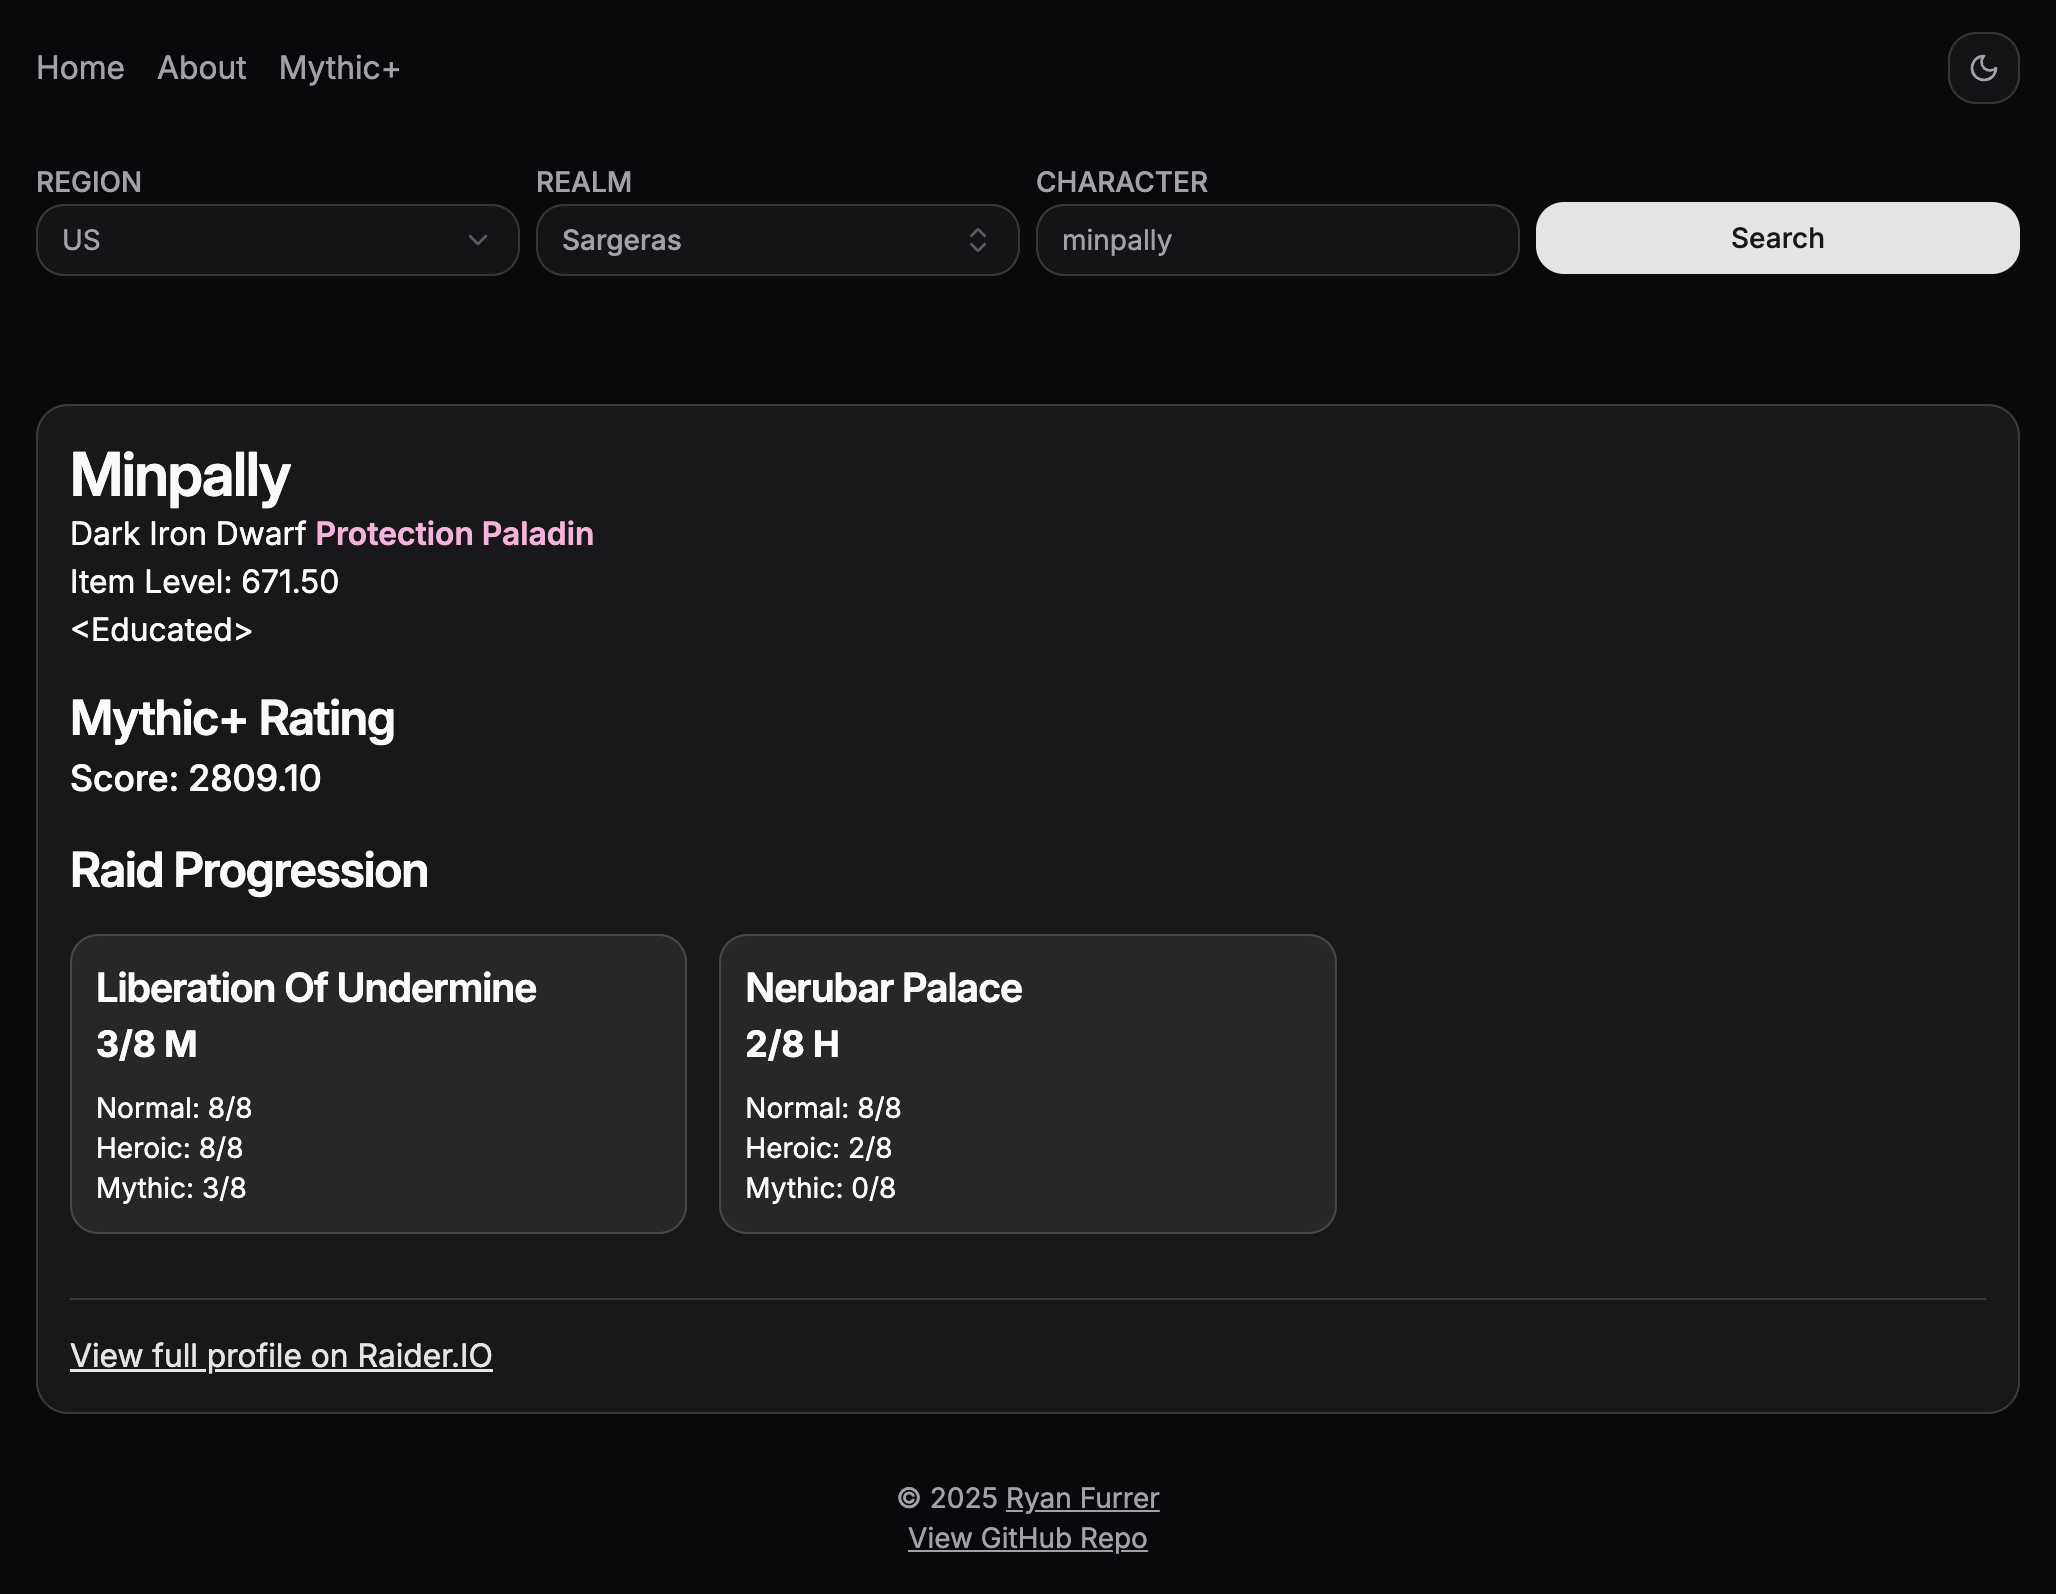 Home About Mythic+
REGION REALM CHARACTER
US Sargeras minpally Search
Minpally
Dark Iron Dwarf Protection Paladin
Item Level: 671.50
<Educated>
Mythic+ Rating
Score: 2809.10
Raid Progression
Liberation Of Undermine
3/8 M
Normal: 8/8
Heroic: 8/8
Mythic: 3/8
Nerubar Palace
2/8 H
Normal: 8/8
Heroic: 2/8
Mythic: 0/8
View full profile on Raider.IO
© 2025 Ryan Furrer
View GitHub Repo